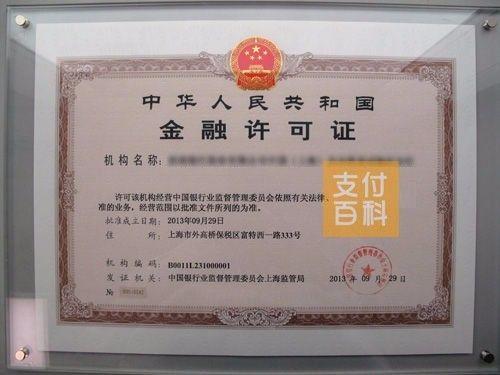 中华人民共和国
金融许可证
机构名称：
许可该机构经营中国银行业监督管理委员会依照有关法律、
准的业务，经营范围以批准文件所列的为准。
支付
百科
批准成立日期： 2013年09月29日
住 所： 上海市外高桥保税区富特西一路333号
机构编码： B0011L231000001
发证机关： 中国银行业监督管理委员会上海监管局
2013 年 09 月 29 日
№